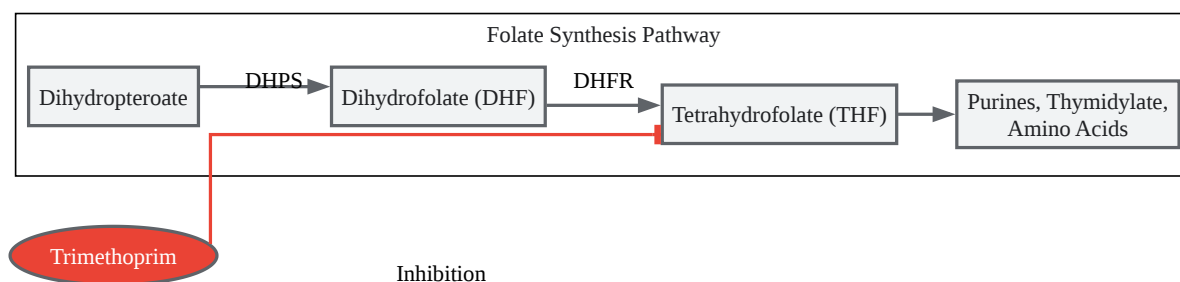 Folate Synthesis Pathway
Dihydropteroate
DHPS
Dihydrofolate (DHF)
DHFR
Tetrahydrofolate (THF)
Purines, Thymidylate,
Amino Acids
Trimethoprim
Inhibition